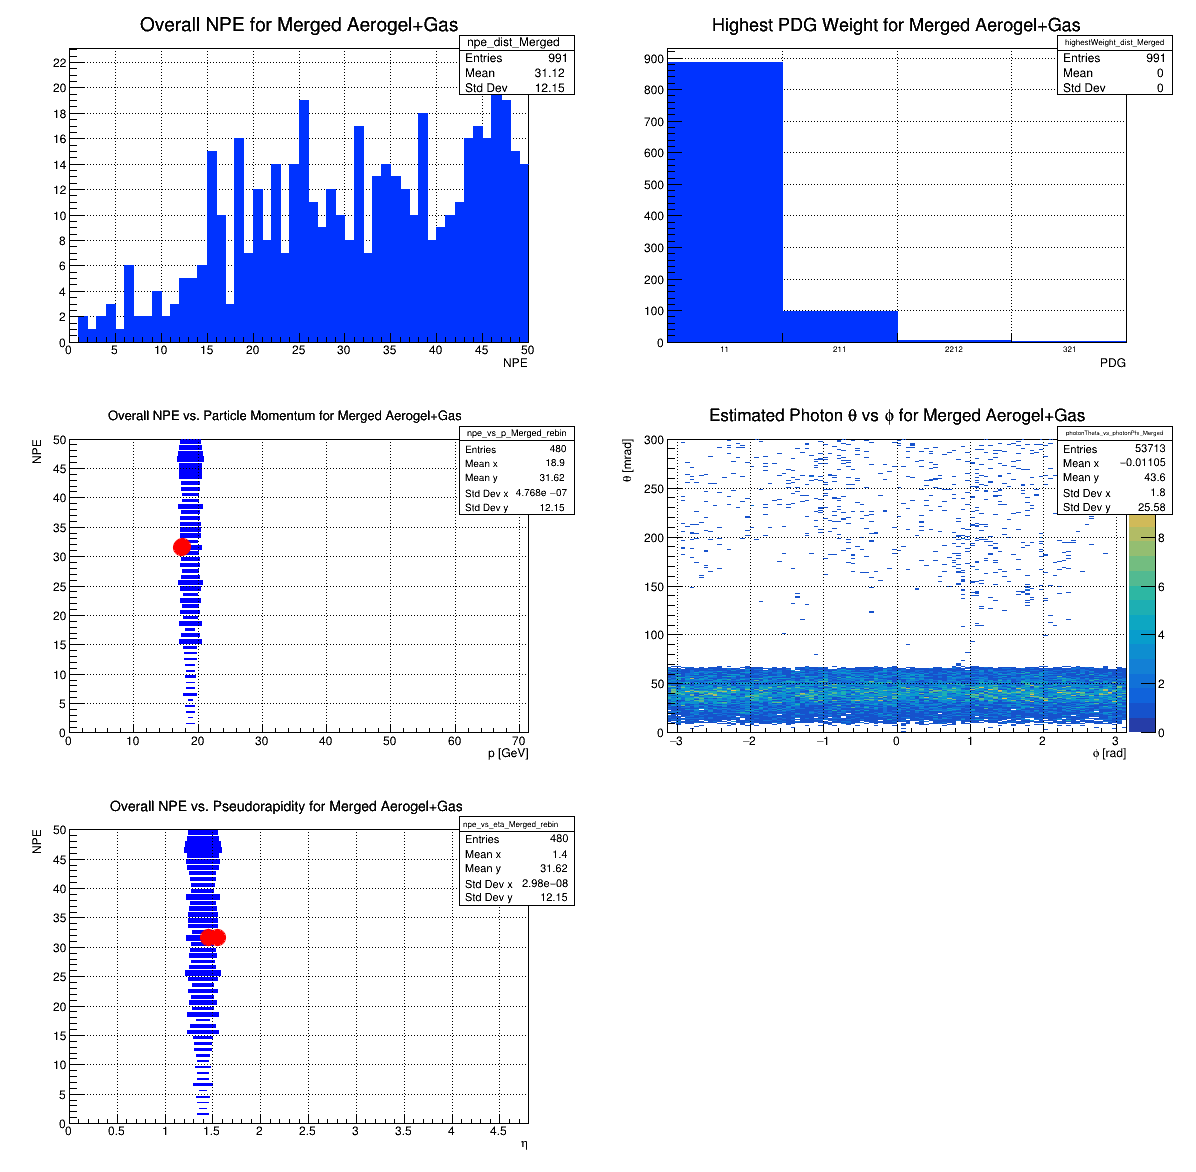 Overall NPE for Merged Aerogel+Gas
npe_dist_Merged
Entries 991
Mean 31.12
Std Dev 12.15
22
20
18
16
14
12
10
8
6
4
2
0
0 5 10 15 20 25 30 35 40 45 50
NPE
Highest PDG Weight for Merged Aerogel+Gas
highestWeight_dist_Merged
Entries 991
Mean 0
Std Dev 0
900
800
700
600
500
400
300
200
100
0
11 211 2212 321
PDG
Overall NPE vs. Particle Momentum for Merged Aerogel+Gas
npe_vs_p_Merged_rebin
Entries 480
Mean x 18.9
Mean y 31.62
Std Dev x 4.768e −07
Std Dev y 12.15
NPE
50
45
40
35
30
25
20
15
10
5
0
0 10 20 30 40 50 60 70
p [GeV]
Estimated Photon θ vs ϕ for Merged Aerogel+Gas
photonTheta_vs_photonPhi_Merged
Entries 53713
Mean x −0.01105
Mean y 43.6
Std Dev x 1.8
Std Dev y 25.58
θ [mrad]
300
250
200
150
100
50
0
−3 −2 −1 0 1 2 3
ϕ [rad]
8
6
4
2
0
Overall NPE vs. Pseudorapidity for Merged Aerogel+Gas
npe_vs_eta_Merged_rebin
Entries 480
Mean x 1.4
Mean y 31.62
Std Dev x 2.98e−08
Std Dev y 12.15
NPE
50
45
40
35
30
25
20
15
10
5
0
0 0.5 1 1.5 2 2.5 3 3.5 4 4.5
η